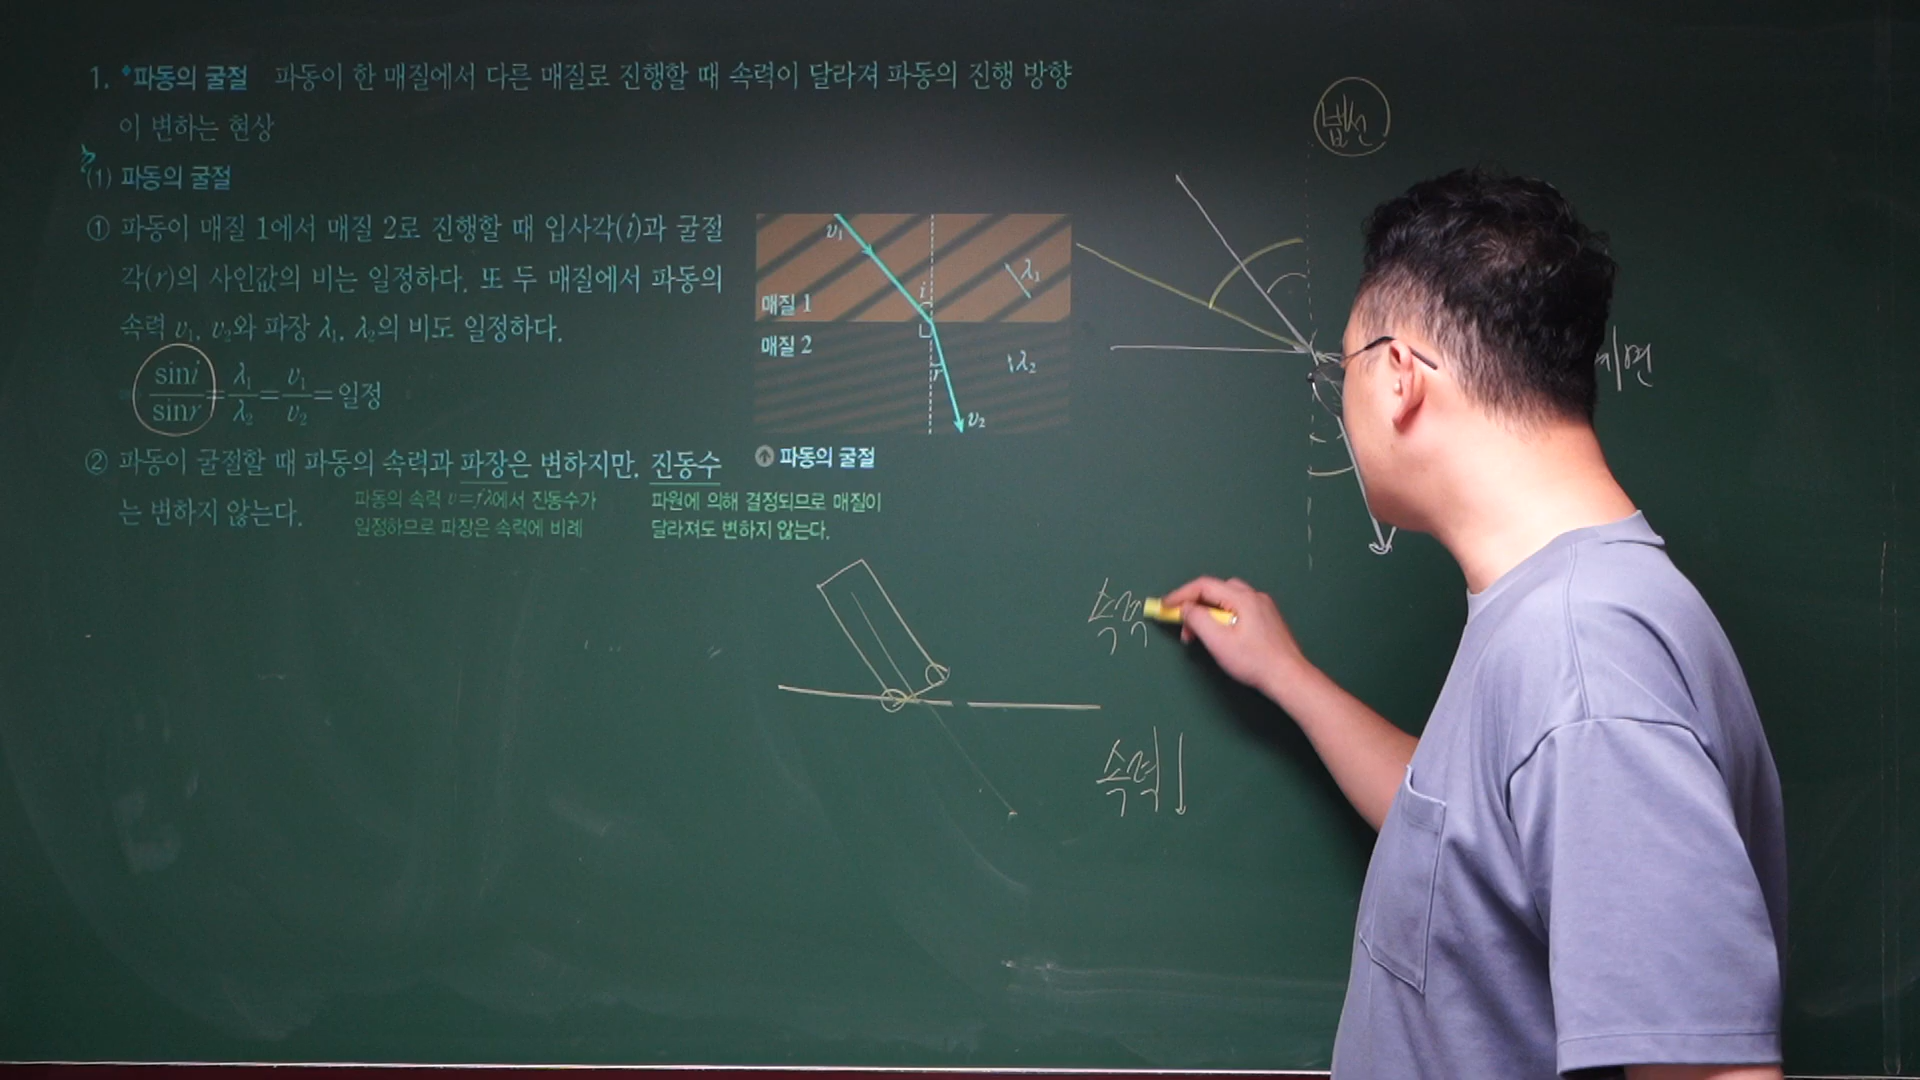 1. 파동의 굴절 파동이 한 매질에서 다른 매질로 진행할 때 속력이 달라져 파동의 진행 방향
이 변하는 현상
(1) 파동의 굴절
① 파동이 매질 1에서 매질 2로 진행할 때 입사각(i)과 굴절
각(r)의 사인값의 비는 일정하다. 또 두 매질에서 파동의
속력 v₁, v₂와 파장 λ₁, λ₂의 비도 일정하다.
sini/sinr = λ₁/λ₂ = v₁/v₂ = 일정
② 파동이 굴절할 때 파동의 속력과 파장은 변하지만, 진동수
는 변하지 않는다.
파동의 속력 v=fλ에서 진동수가
일정하므로 파장은 속력에 비례
파원에 의해 결정되므로 매질이
달라져도 변하지 않는다.
v₁
i
λ₁
매질 1
매질 2
r
λ₂
v₂
파동의 굴절
법선
속력
속력↓